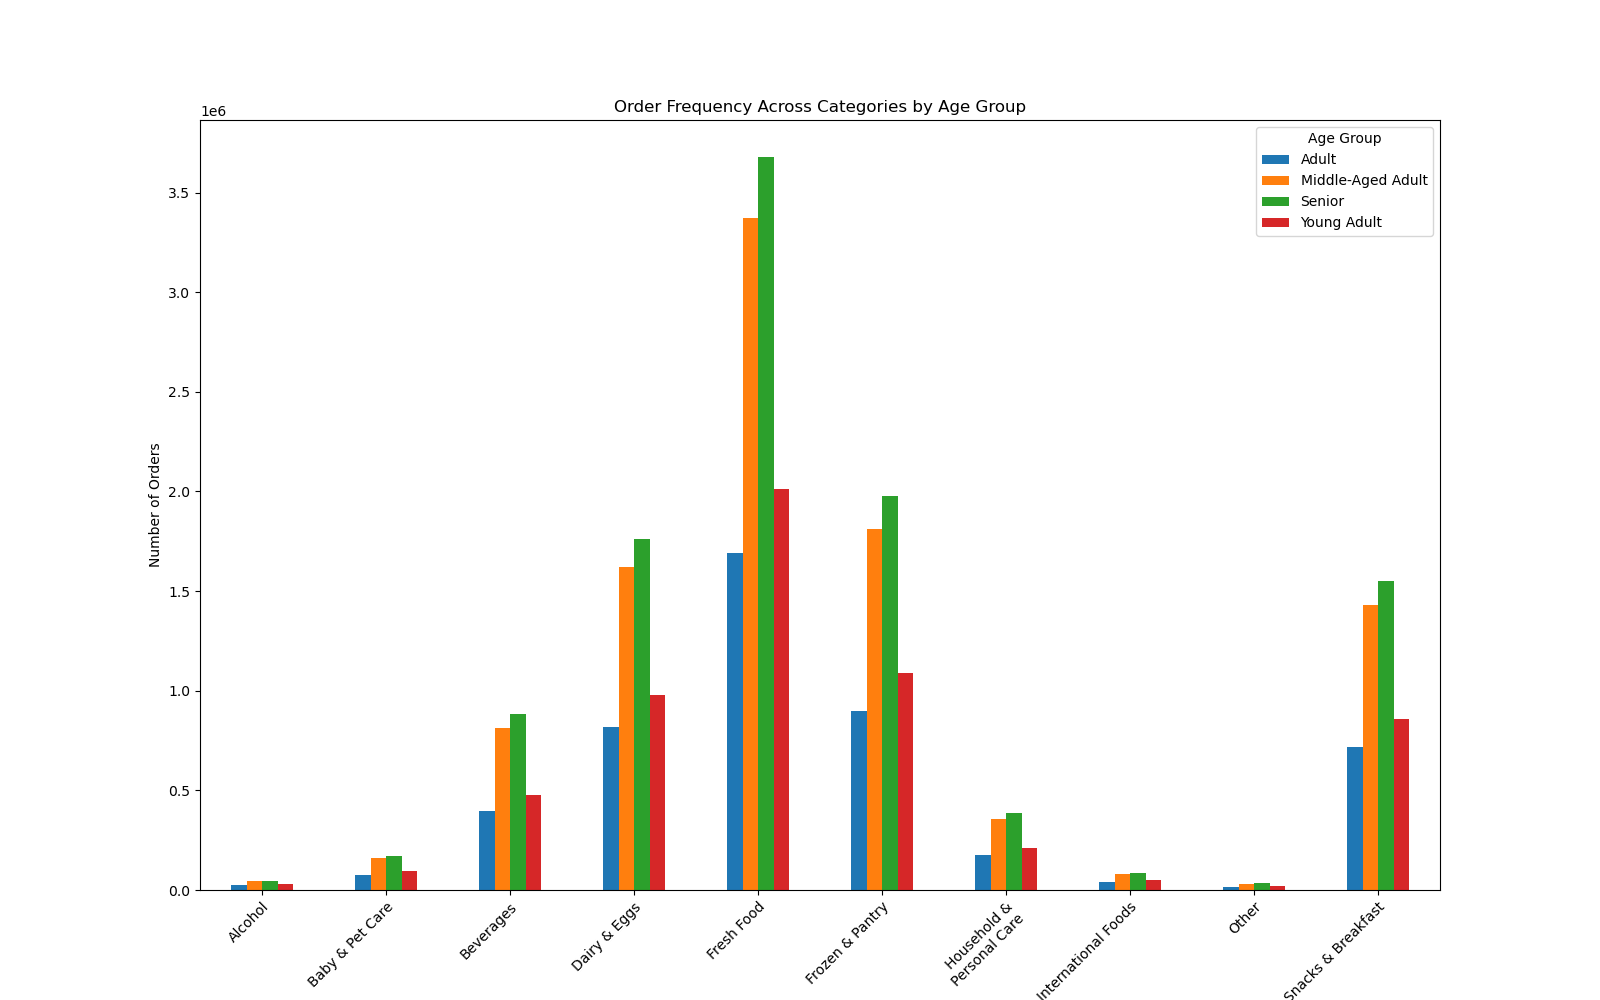 Order Frequency Across Categories by Age Group
1e6
Age Group
Adult
Middle-Aged Adult
Senior
Young Adult
3.5
3.0
2.5
2.0
1.5
1.0
0.5
0.0
Number of Orders
Alcohol
Baby & Pet Care
Beverages
Dairy & Eggs
Fresh Food
Frozen & Pantry
Household &
Personal Care
International Foods
Other
Snacks & Breakfast